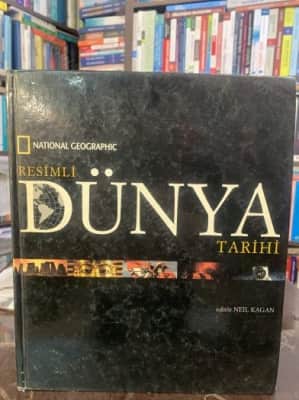 NATIONAL GEOGRAPHIC
RESİMLİ
DÜNYA
TARİHİ
editör NEIL KAGAN